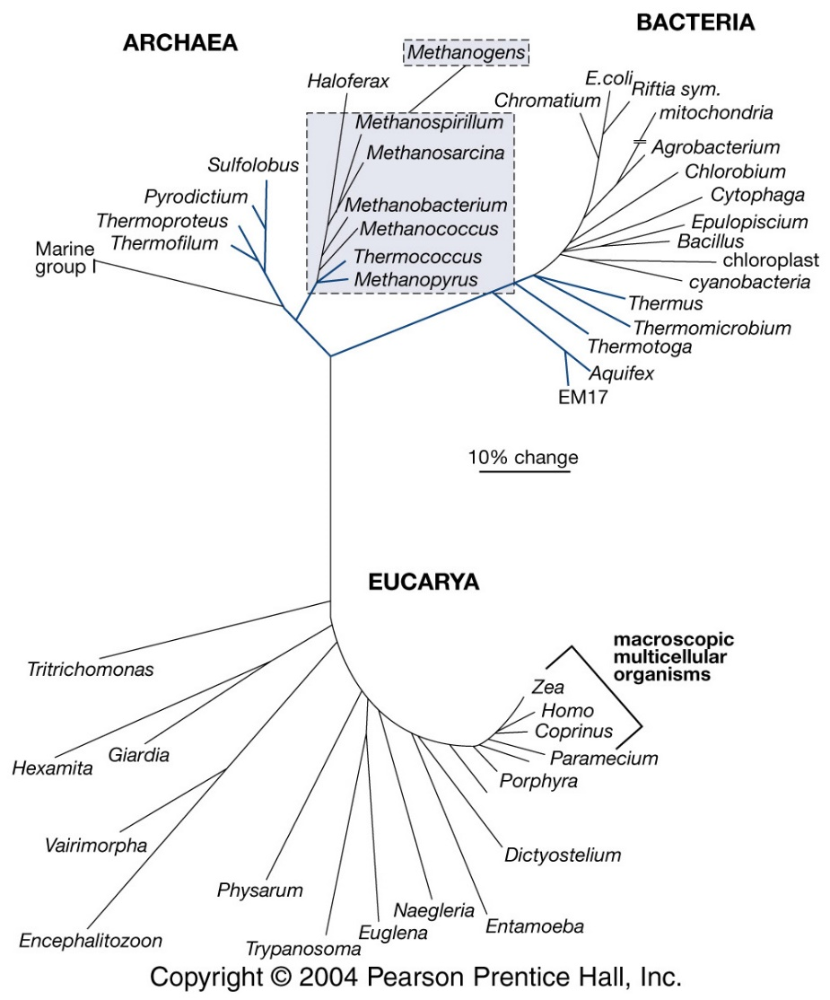 BACTERIA
ARCHAEA
Methanogens
Haloferax
E.coli
Riftia sym.
Chromatium
mitochondria
Methanospirillum
Agrobacterium
Methanosarcina
Sulfolobus
Chlorobium
Pyrodictium
Cytophaga
Methanobacterium
Thermoproteus
Epulopiscium
Methanococcus
Thermofilum
Bacillus
Marine
group I
Thermococcus
chloroplast
Methanopyrus
cyanobacteria
Thermus
Thermomicrobium
Thermotoga
Aquifex
EM17
10% change
EUCARYA
macroscopic
multicellular
organisms
Tritrichomonas
Zea
Homo
Coprinus
Giardia
Paramecium
Hexamita
Porphyra
Vairimorpha
Dictyostelium
Physarum
Naegleria
Entamoeba
Euglena
Encephalitozoon
Trypanosoma
Copyright © 2004 Pearson Prentice Hall, Inc.